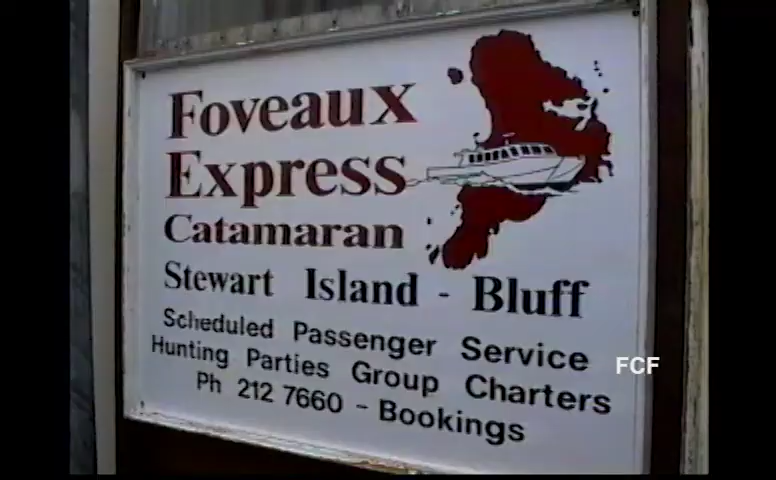 Foveaux
Express
Catamaran
Stewart Island - Bluff
Scheduled Passenger Service
Hunting Parties Group Charters
Ph 212 7660 - Bookings
FCF